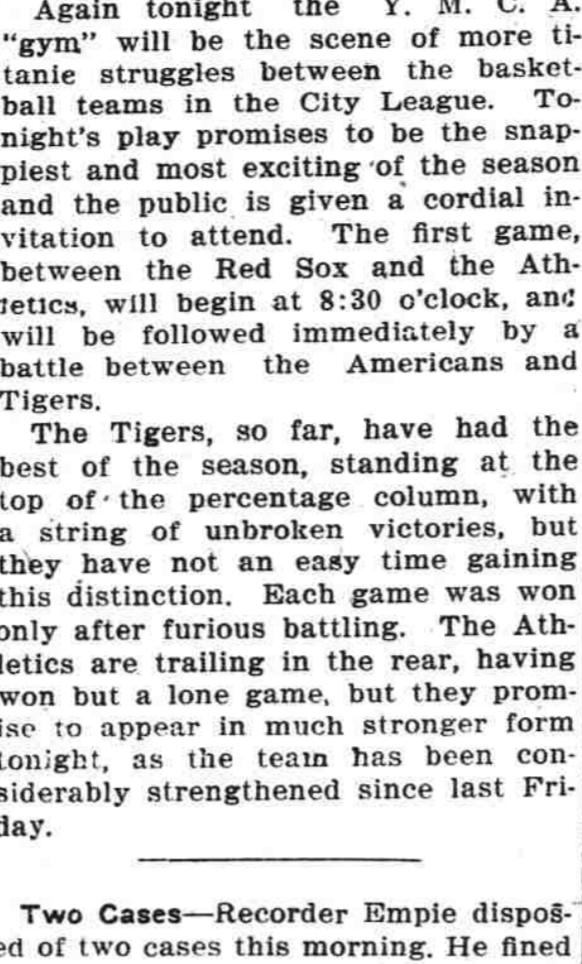 Again tonight the Y. M. C. A.
"gym" will be the scene of more ti-
tanie struggles between the basket-
ball teams in the City League. To-
night's play promises to be the snap-
piest and most exciting of the season
and the public is given a cordial in-
vitation to attend. The first game,
between the Red Sox and the Ath-
letics, will begin at 8:30 o'clock, and
will be followed immediately by a
battle between the Americans and
Tigers.
The Tigers, so far, have had the
best of the season, standing at the
top of the percentage column, with
a string of unbroken victories, but
they have not an easy time gaining
this distinction. Each game was won
only after furious battling. The Ath-
letics are trailing in the rear, having
won but a lone game, but they prom-
ise to appear in much stronger form
tonight, as the team has been con-
siderably strengthened since last Fri-
day.
Two Cases—Recorder Empie dispos-
ed of two cases this morning. He fined